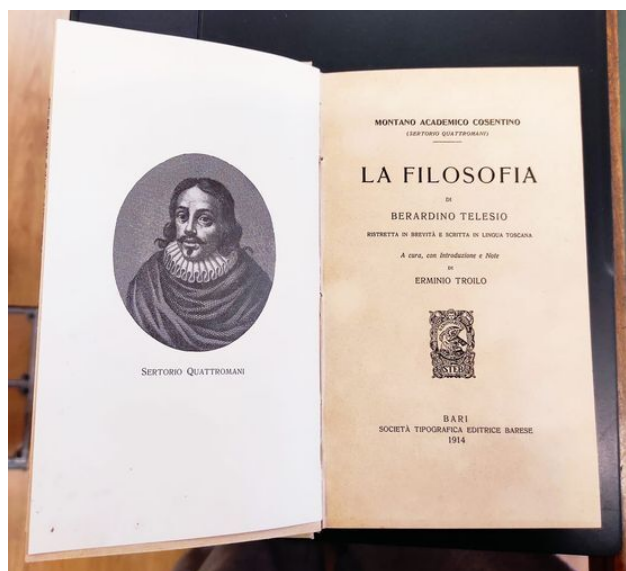 SERTORIO QUATTROMANI
MONTANO ACADEMICO COSENTINO
(SERTORIO QUATTROMANI)
LA FILOSOFIA
DI
BERARDINO TELESIO
RISTRETTA IN BREVITÀ E SCRITTA IN LINGUA TOSCANA
A cura, con Introduzione e Note
DI
ERMINIO TROILO
STEB
BARI
SOCIETÀ TIPOGRAFICA EDITRICE BARESE
1914